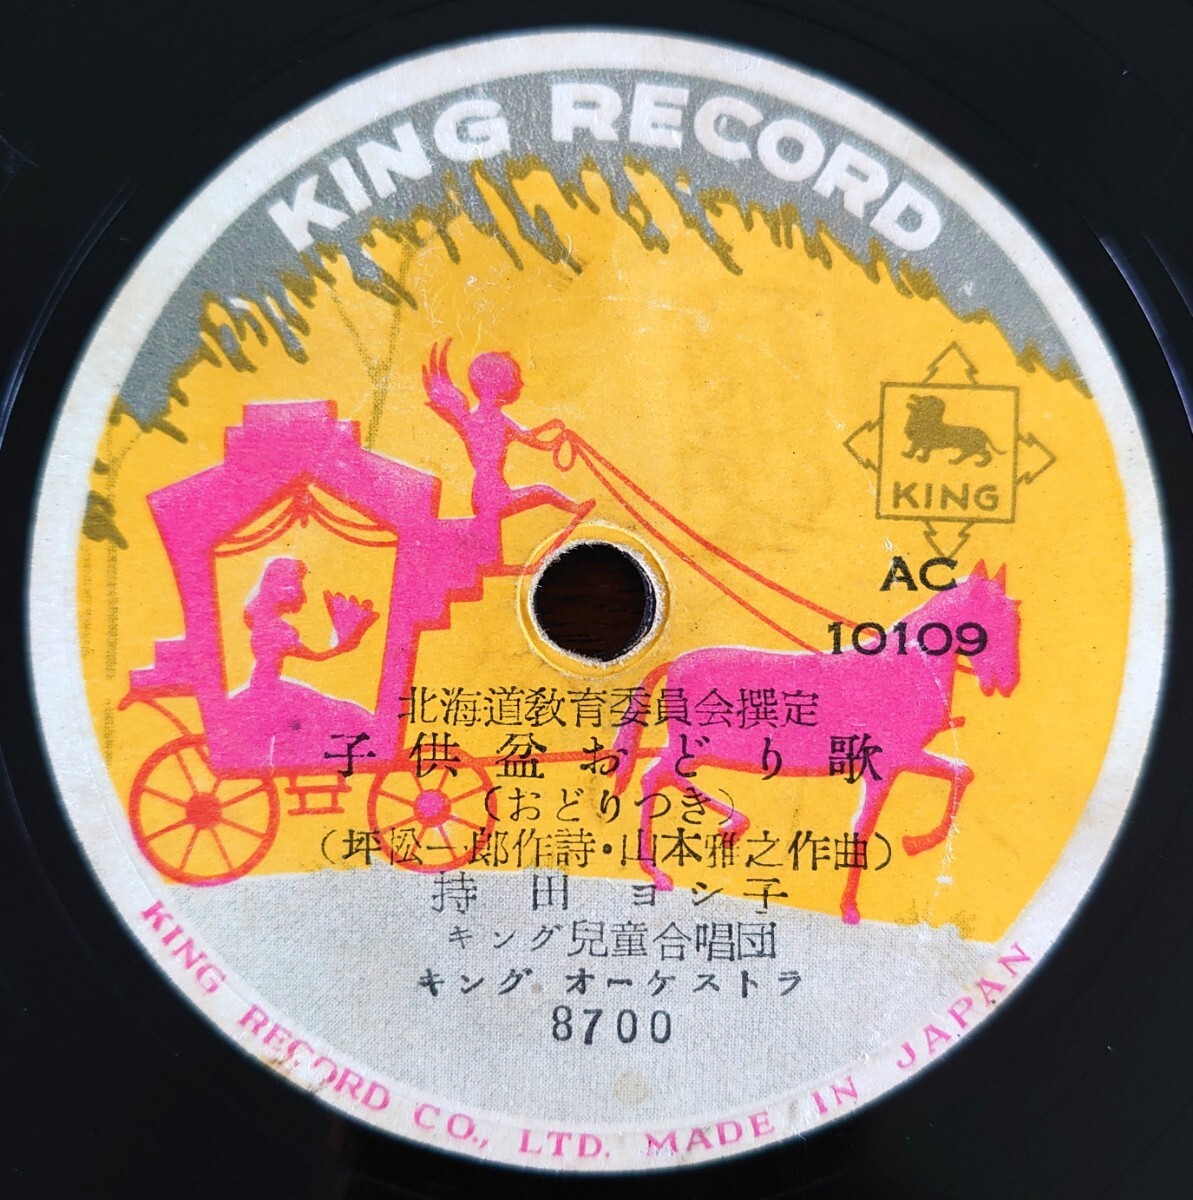 KING RECORD
KING
AC
10109
北海道教育委員会撰定
子供盆おどり歌
(おどりつき)
(坪松一郎作詩・山本雅之作曲)
持田 ヨシ子
キング兒童合唱団
キング オーケストラ
8700
KING RECORD CO., LTD. MADE IN JAPAN